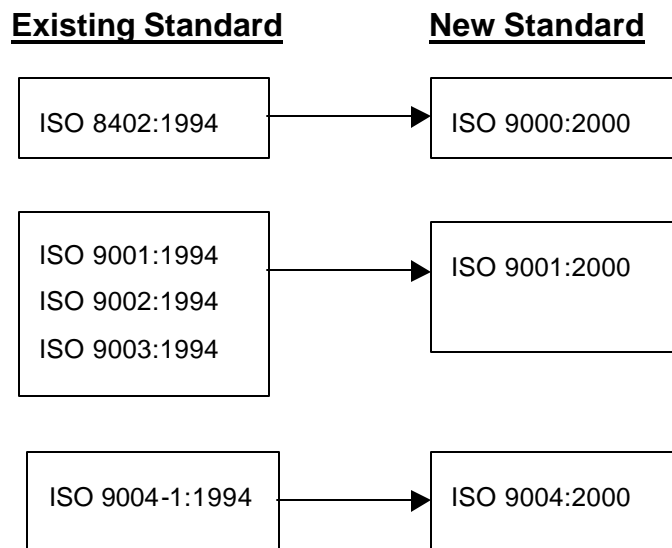 Existing Standard New Standard
ISO 8402:1994 ISO 9000:2000
ISO 9001:1994 ISO 9001:2000
ISO 9002:1994
ISO 9003:1994
ISO 9004-1:1994 ISO 9004:2000